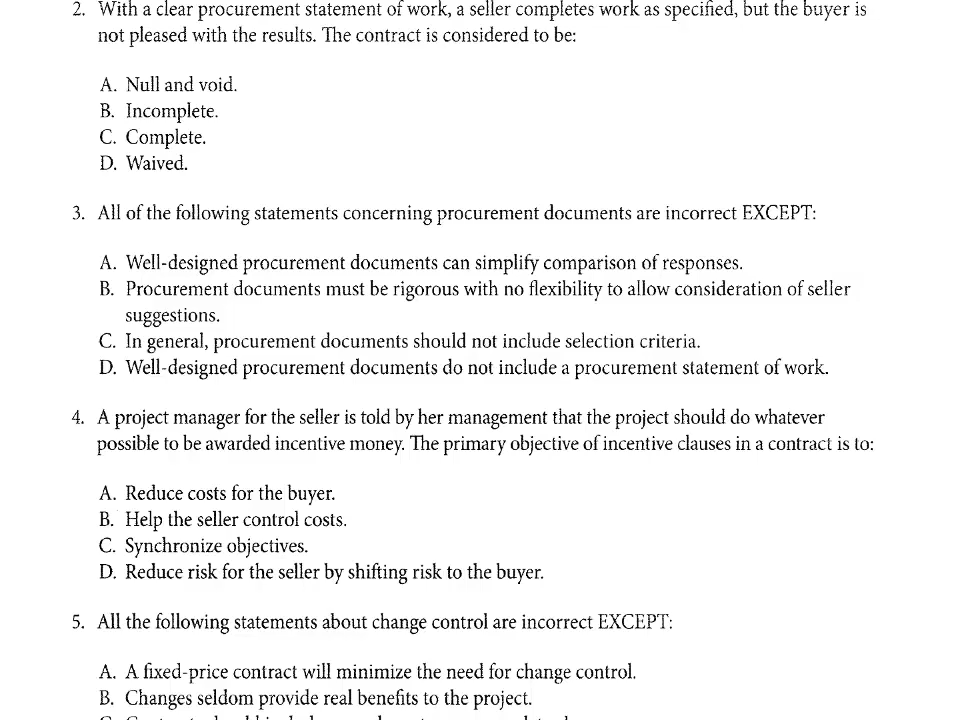 2. With a clear procurement statement of work, a seller completes work as specified, but the buyer is
not pleased with the results. The contract is considered to be:
A. Null and void.
B. Incomplete.
C. Complete.
D. Waived.
3. All of the following statements concerning procurement documents are incorrect EXCEPT:
A. Well-designed procurement documents can simplify comparison of responses.
B. Procurement documents must be rigorous with no flexibility to allow consideration of seller
suggestions.
C. In general, procurement documents should not include selection criteria.
D. Well-designed procurement documents do not include a procurement statement of work.
4. A project manager for the seller is told by her management that the project should do whatever
possible to be awarded incentive money. The primary objective of incentive clauses in a contract is to:
A. Reduce costs for the buyer.
B. Help the seller control costs.
C. Synchronize objectives.
D. Reduce risk for the seller by shifting risk to the buyer.
5. All the following statements about change control are incorrect EXCEPT:
A. A fixed-price contract will minimize the need for change control.
B. Changes seldom provide real benefits to the project.